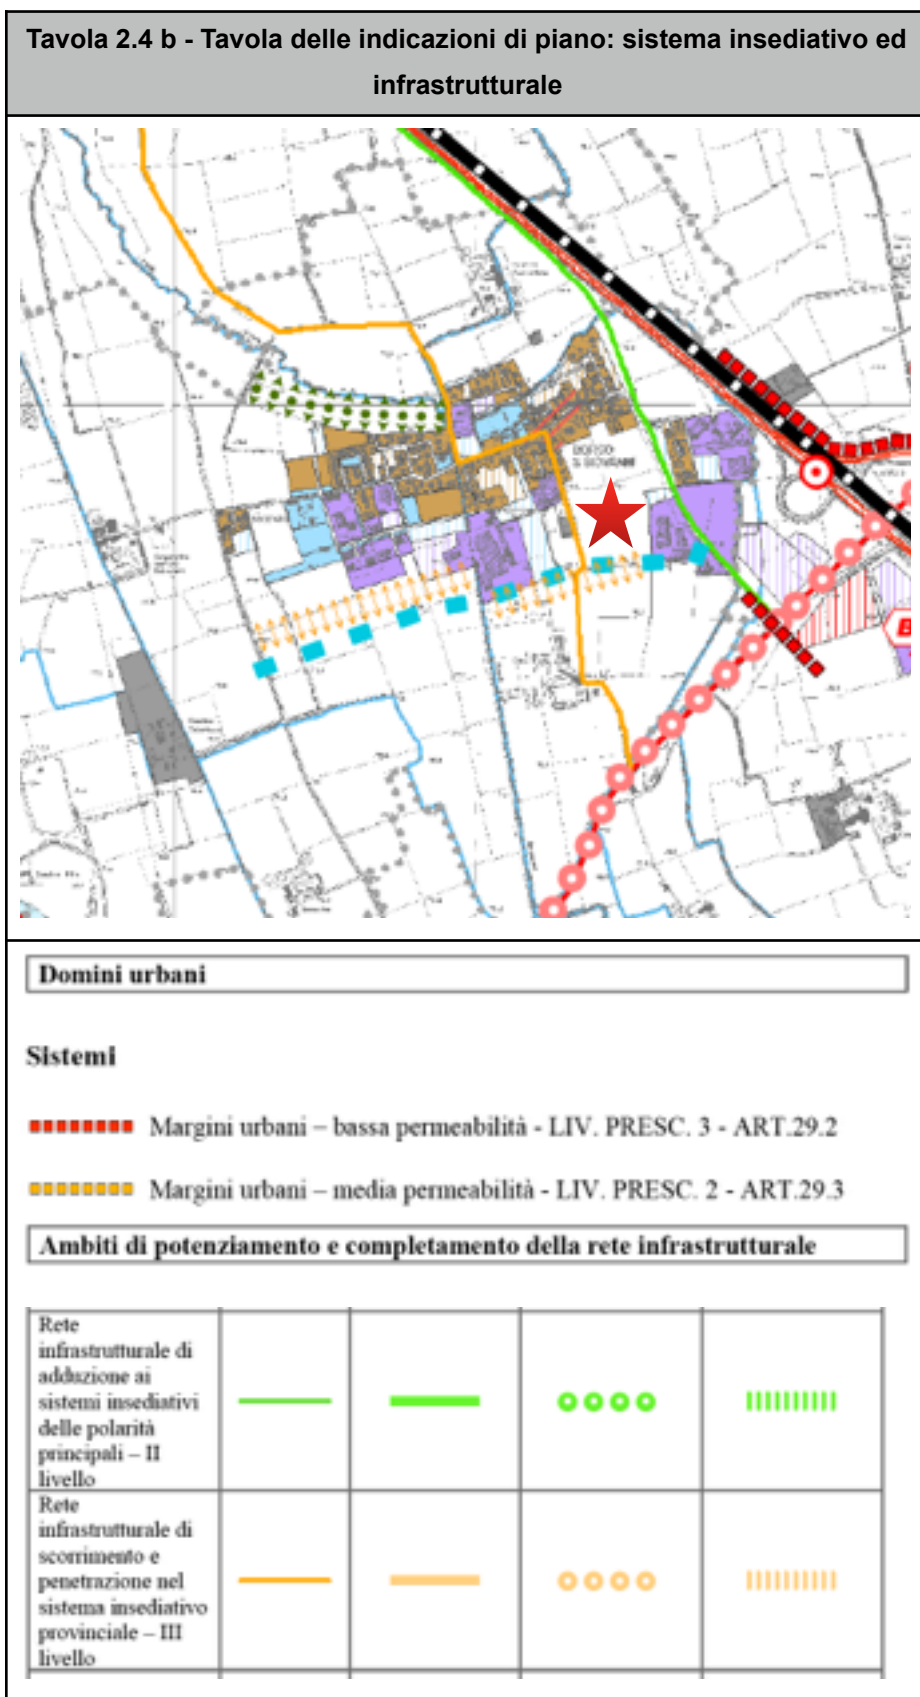 Tavola 2.4 b - Tavola delle indicazioni di piano: sistema insediativo ed
infrastrutturale
BORGO
S. GIOVANNI
B
Domini urbani
Sistemi
Margini urbani – bassa permeabilità - LIV. PRESC. 3 - ART.29.2
Margini urbani – media permeabilità - LIV. PRESC. 2 - ART.29.3
Ambiti di potenziamento e completamento della rete infrastrutturale
Rete
infrastrutturale di
adduzione ai
sistemi insediativi
delle polarità
principali – II
livello
Rete
infrastrutturale di
scorrimento e
penetrazione nel
sistema insediativo
provinciale – III
livello